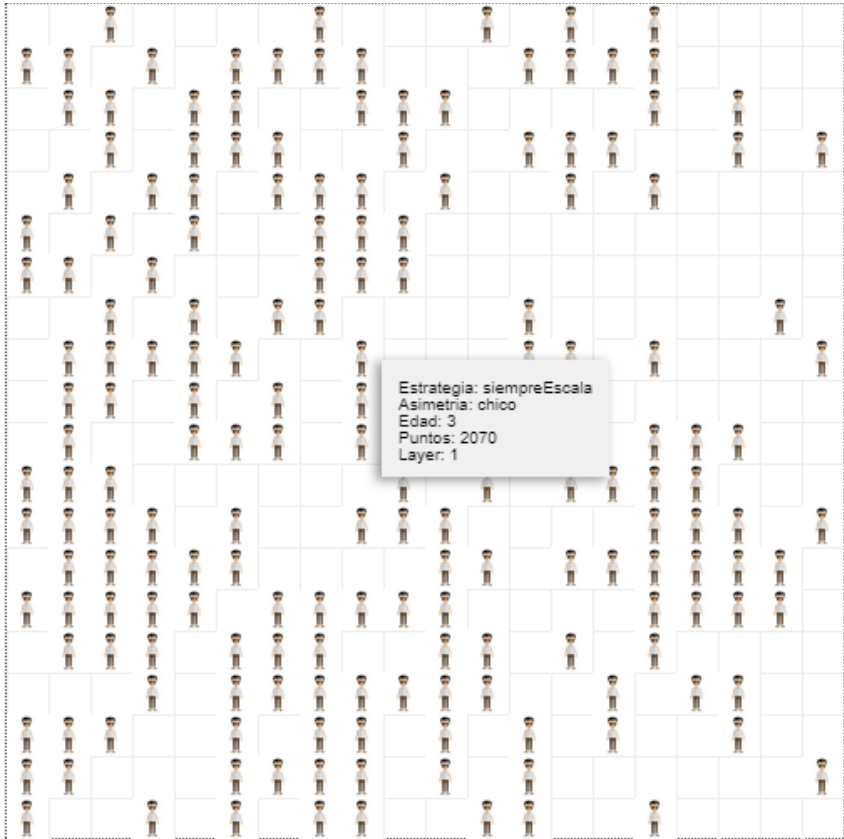 Estrategia: siempreEscala
Asimetria: chico
Edad: 3
Puntos: 2070
Layer: 1